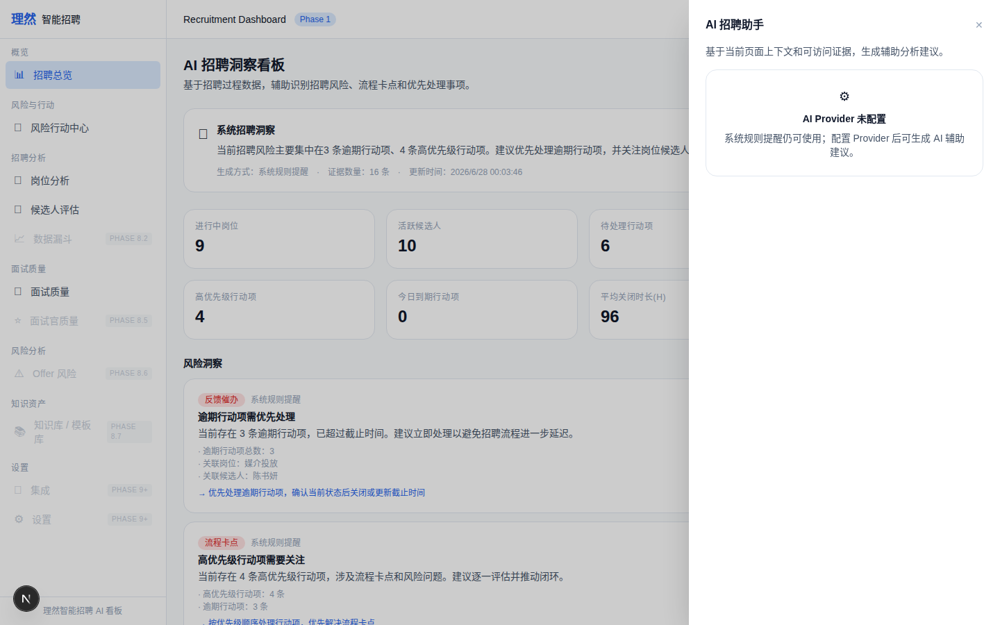 理然 智能招聘
概览
招聘总览
风险与行动
风险行动中心
招聘分析
岗位分析
候选人评估
数据漏斗 PHASE 8.2
面试质量
面试质量
面试官质量 PHASE 8.5
风险分析
Offer 风险 PHASE 8.6
知识资产
知识库 / 模板
库
PHASE
8.7
设置
集成 PHASE 9+
设置 PHASE 9+
理然智能招聘 AI 看板
Recruitment Dashboard Phase 1
AI 招聘洞察看板
基于招聘过程数据，辅助识别招聘风险、流程卡点和优先处理事项。
系统招聘洞察
当前招聘风险主要集中在3 条逾期行动项、4 条高优先级行动项。建议优先处理逾期行动项，并关注岗位候选人
生成方式：系统规则提醒 · 证据数量：16 条 · 更新时间：2026/6/28 00:03:46
进行中岗位
9
活跃候选人
10
待处理行动项
6
高优先级行动项
4
今日到期行动项
0
平均关闭时长(H)
96
风险洞察
反馈催办 系统规则提醒
逾期行动项需优先处理
当前存在 3 条逾期行动项，已超过截止时间。建议立即处理以避免招聘流程进一步延迟。
· 逾期行动项总数：3
· 关联岗位：媒介投放
· 关联候选人：陈书妍
→ 优先处理逾期行动项，确认当前状态后关闭或更新截止时间
流程卡点 系统规则提醒
高优先级行动项需要关注
当前存在 4 条高优先级行动项，涉及流程卡点和风险问题。建议逐一评估并推动闭环。
· 高优先级行动项：4 条
· 逾期行动项：3 条
→ 按优先级顺序处理行动项，优先解决流程卡点
AI 招聘助手 ×
基于当前页面上下文和可访问证据，生成辅助分析建议。
AI Provider 未配置
系统规则提醒仍可使用；配置 Provider 后可生成 AI 辅助
建议。